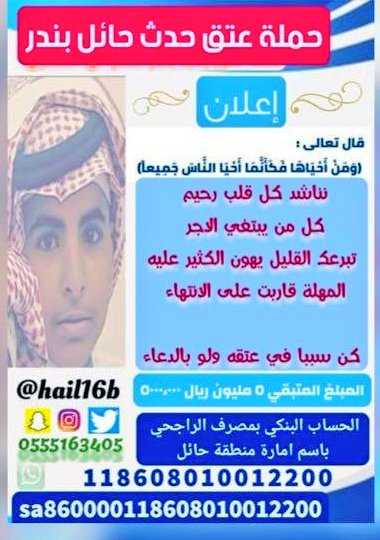 حملة عتق حدث حائل بندر
إعلان
قال تعالى :
(وَمَنْ أَحْيَاهَا فَكَأَنَّمَا أَحْيَا النَّاسَ جَمِيعاً)
نناشد كل قلب رحيم
كل من يبتغي الاجر
تبرعك القليل يهون الكثير عليه
المهلة قاربت على الانتهاء
كن سببا في عتقه ولو بالدعاء
المبلغ المتبقي ٥ مليون ريال ٥٠٠٠,٠٠٠
@hail16b
0555163405
الحساب البنكي بمصرف الراجحي
باسم امارة منطقة حائل
118608010012200
sa860000118608010012200